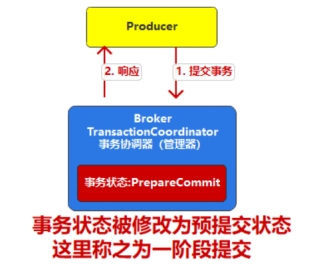 Producer
2. 响应
1. 提交事务
Broker
TransactionCoordinator
事务协调器（管理器）
事务状态:PrepareCommit
事务状态被修改为预提交状态
这里称之为一阶段提交